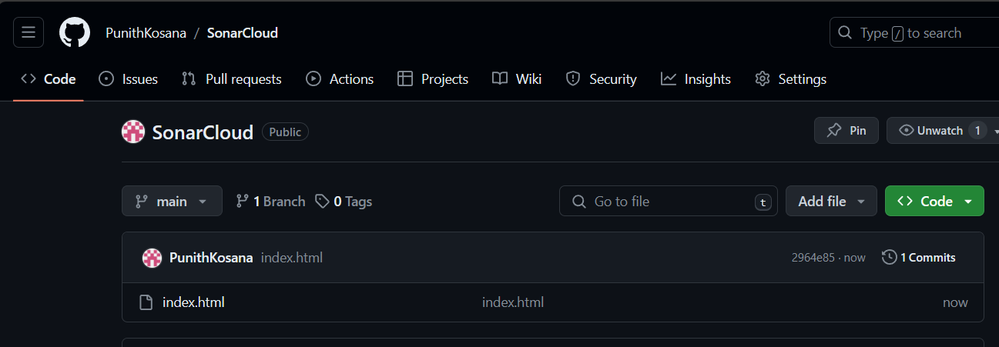 PunithKosana / SonarCloud
Type / to search
Code Issues Pull requests Actions Projects Wiki Security Insights Settings
SonarCloud Public
Pin Unwatch 1
main 1 Branch 0 Tags
Go to file t Add file Code
PunithKosana index.html 2964e85 · now 1 Commits
index.html index.html now